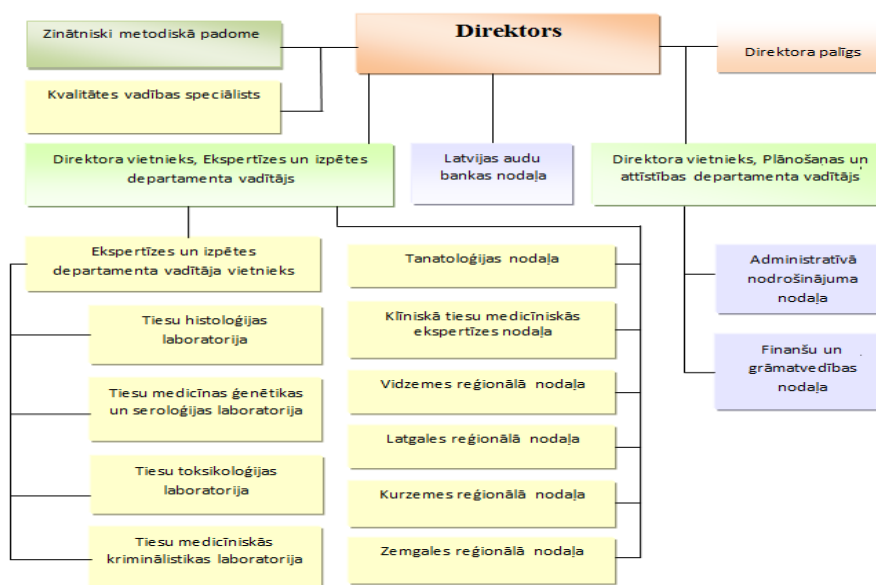 Zinātniski metodiskā padome
Direktors
Direktora palīgs
Kvalitātes vadības speciālists
Direktora vietnieks, Ekspertīzes un izpētes
departamenta vadītājs
Latvijas audu
bankas nodaļa
Direktora vietnieks, Plānošanas un
attīstības departamenta vadītājs
Ekspertīzes un izpētes
departamenta vadītāja vietnieks
Tiesu histoloģijas
laboratorija
Tiesu medicīnas ģenētikas
un seroloģijas laboratorija
Tiesu toksikoloģijas
laboratorija
Tiesu medicīniskās
kriminālistikas laboratorija
Tanatoloģijas nodaļa
Klīniskā tiesu medicīniskās
ekspertīzes nodaļa
Vidzemes reģionālā nodaļa
Latgales reģionālā nodaļa
Kurzemes reģionālā nodaļa
Zemgales reģionālā nodaļa
Administratīvā
nodrošinājuma
nodaļa
Finanšu un
grāmatvedības
nodaļa